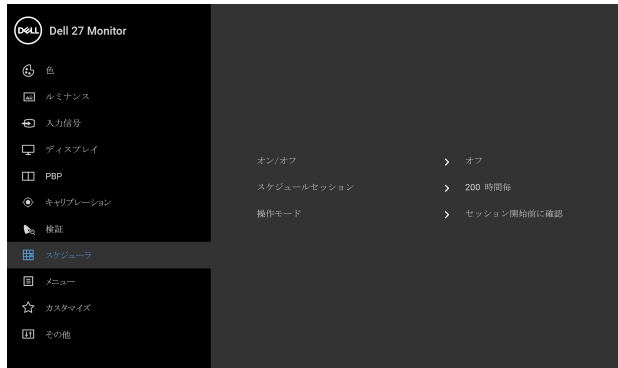 DELL Dell 27 Monitor
色
ルミナンス
入力信号
ディスプレイ
オン/オフ オフ
PBP
スケジュールセッション 200 時間毎
キャリブレーション
操作モード セッション開始前に確認
検証
スケジューラ
メニュー
カスタマイズ
その他